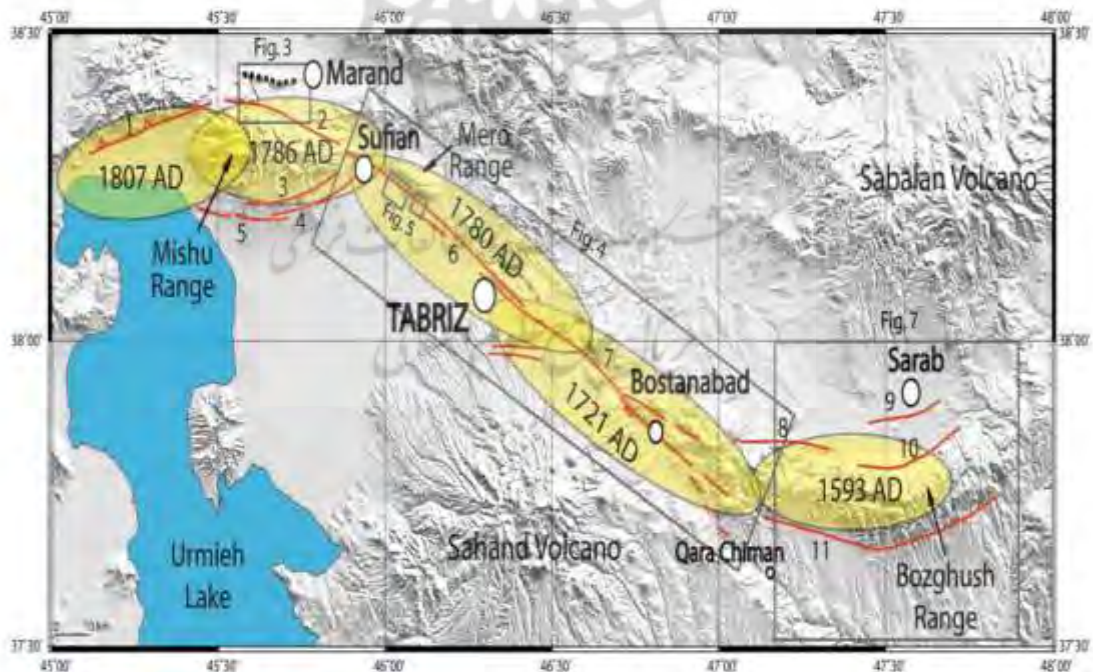 45°00'
45°30'
46°00'
46°30'
47°00'
47°30'
48°00'
38°30'
38°30'
Fig. 3
Marand
1
2
Sufian
Mero
Range
1786 AD
1807 AD
Sabalan Volcano
3
4
5
Fig. 5
6
1780 AD
Fig. 4
Mishu
Range
TABRIZ
38°00'
38°00'
Fig. 7
7
Bostanabad
Sarab
9
1721 AD
8
10
1593 AD
Sahand Volcano
Qara Chiman
11
Urmieh
Lake
Bozghush
Range
37°30'
37°30'
45°00'
45°30'
46°00'
46°30'
47°00'
47°30'
48°00'